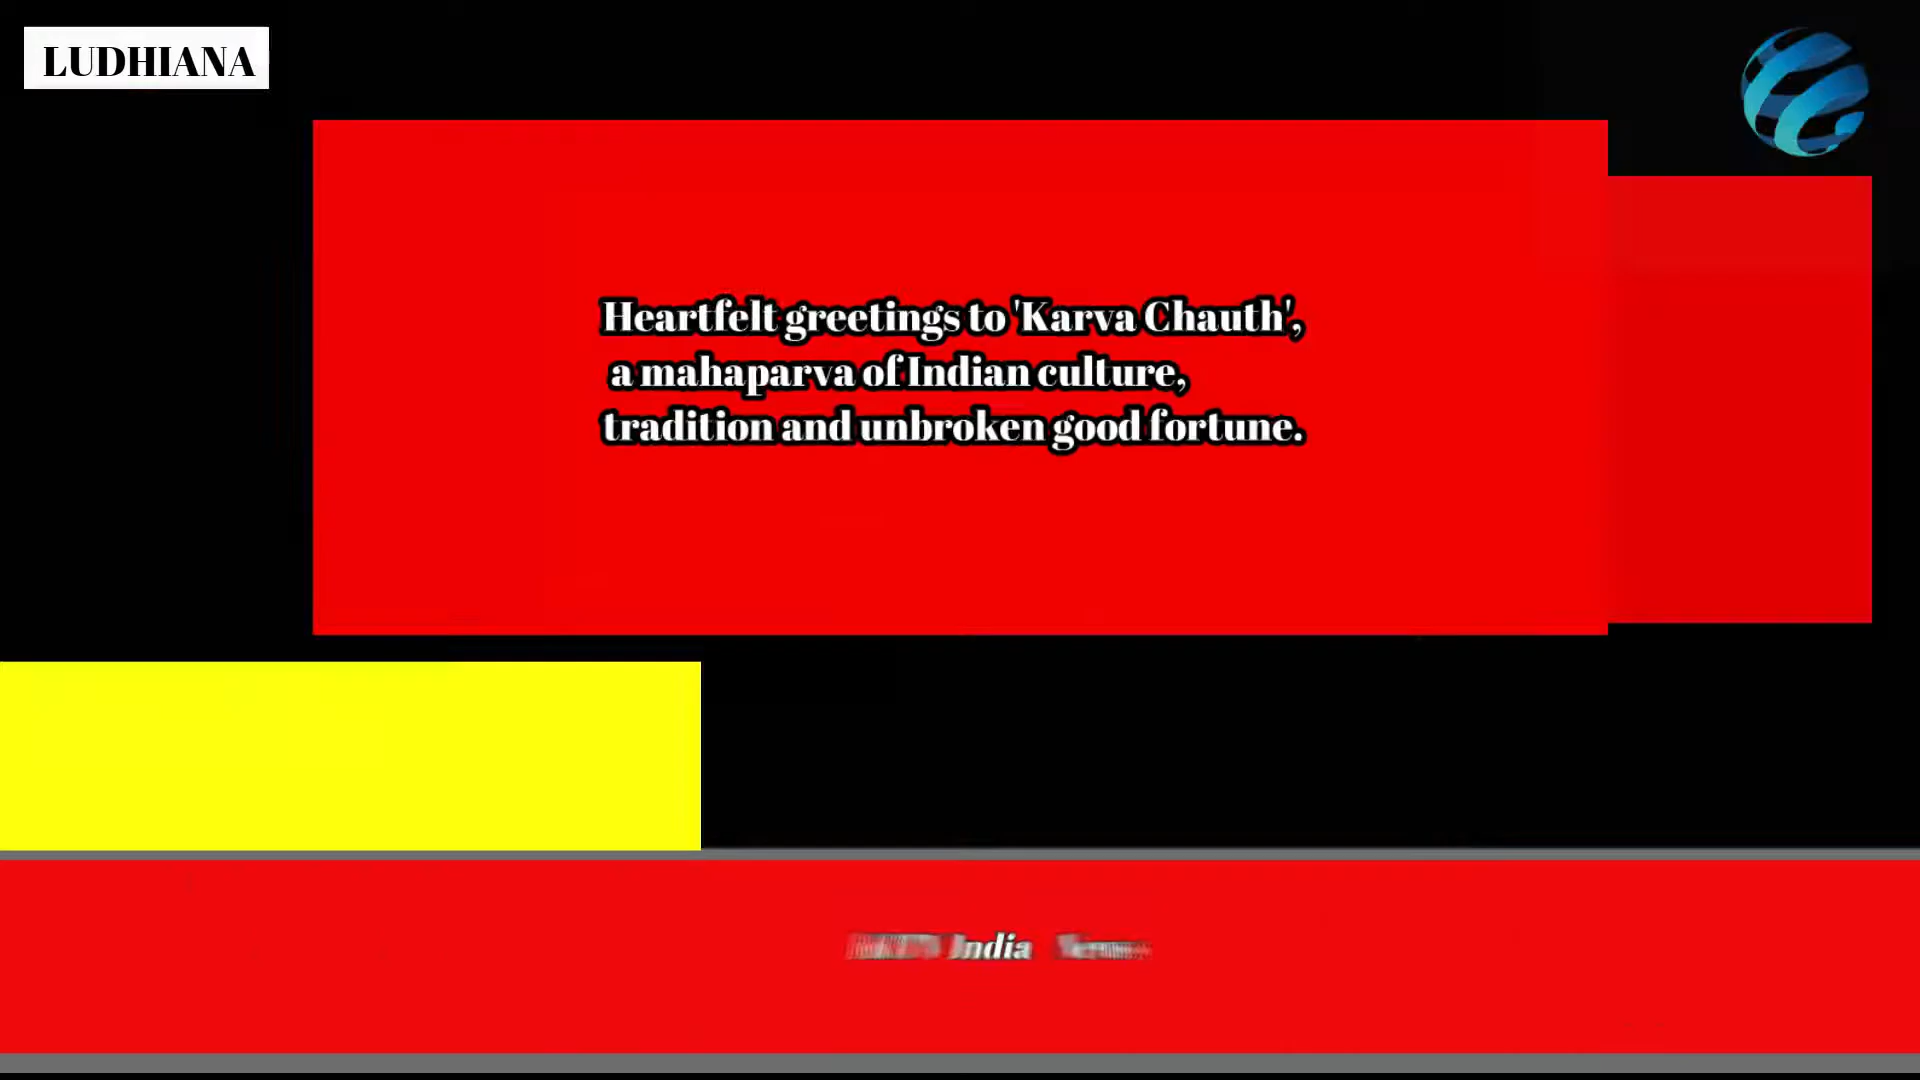 LUDHIANA
Heartfelt greetings to 'Karva Chauth',
a mahaparva of Indian culture,
tradition and unbroken good fortune.
India